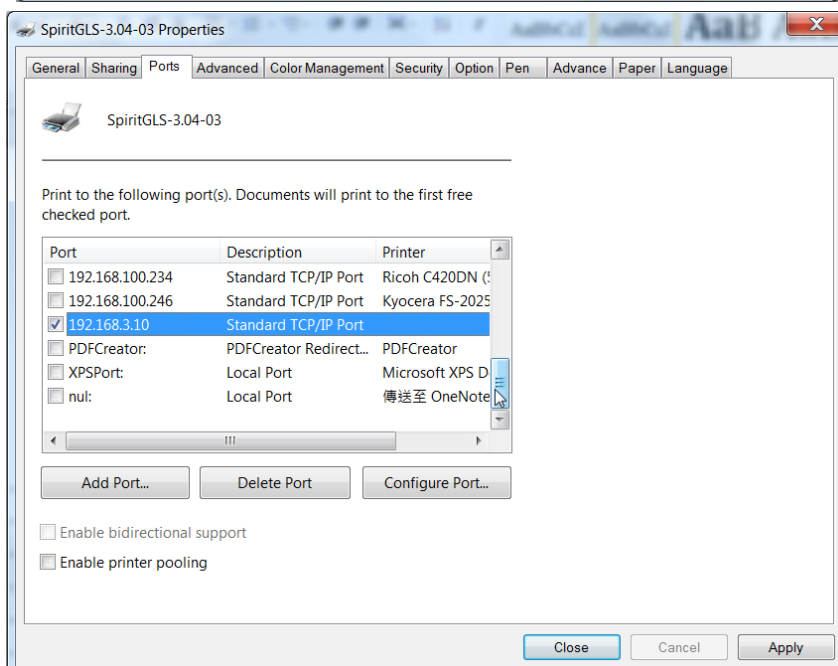 SpiritGLS-3.04-03 Properties
General Sharing Ports Advanced Color Management Security Option Pen Advance Paper Language
SpiritGLS-3.04-03
Print to the following port(s). Documents will print to the first free
checked port.
Port Description Printer
192.168.100.234 Standard TCP/IP Port Ricoh C420DN (
192.168.100.246 Standard TCP/IP Port Kyocera FS-2025
192.168.3.10 Standard TCP/IP Port
PDFCreator: PDFCreator Redirect... PDFCreator
XPSPort: Local Port Microsoft XPS D
nul: Local Port 傳送至 OneNote
Add Port... Delete Port Configure Port...
Enable bidirectional support
Enable printer pooling
Close Cancel Apply